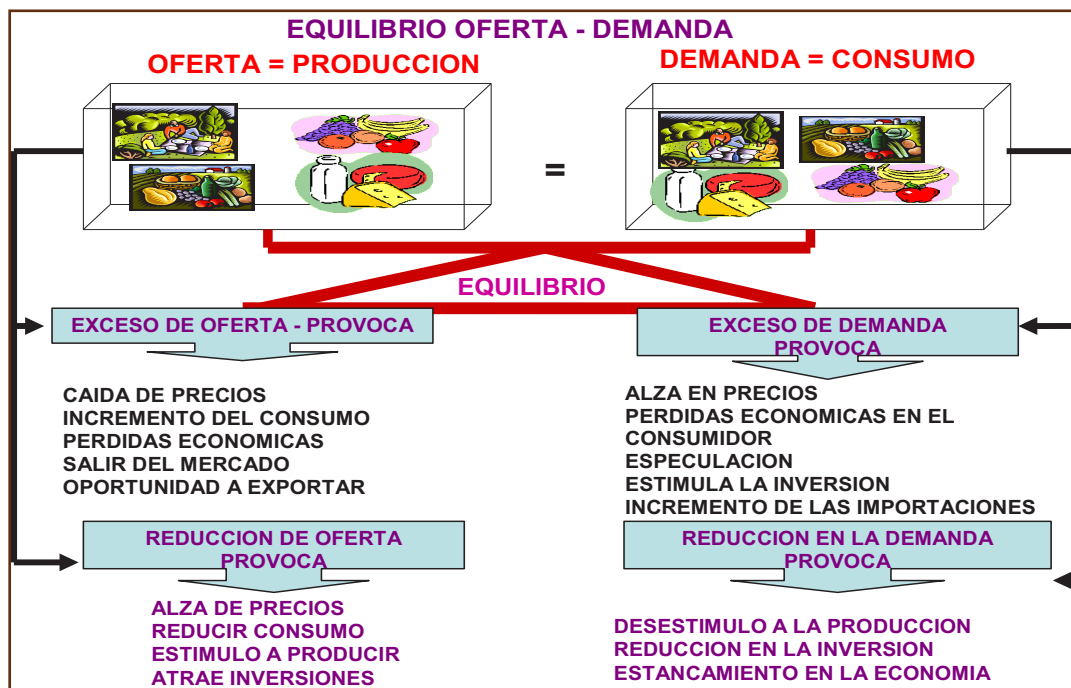 EQUILIBRIO OFERTA - DEMANDA
OFERTA = PRODUCCION
DEMANDA = CONSUMO
=
EQUILIBRIO
EXCESO DE OFERTA - PROVOCA
CAIDA DE PRECIOS
INCREMENTO DEL CONSUMO
PERDIDAS ECONOMICAS
SALIR DEL MERCADO
OPORTUNIDAD A EXPORTAR
EXCESO DE DEMANDA
PROVOCA
ALZA EN PRECIOS
PERDIDAS ECONOMICAS EN EL
CONSUMIDOR
ESPECULACION
ESTIMULA LA INVERSION
INCREMENTO DE LAS IMPORTACIONES
REDUCCION DE OFERTA
PROVOCA
ALZA DE PRECIOS
REDUCIR CONSUMO
ESTIMULO A PRODUCIR
ATRAE INVERSIONES
REDUCCION EN LA DEMANDA
PROVOCA
DESESTIMULO A LA PRODUCCION
REDUCCION EN LA INVERSION
ESTANCAMIENTO EN LA ECONOMIA